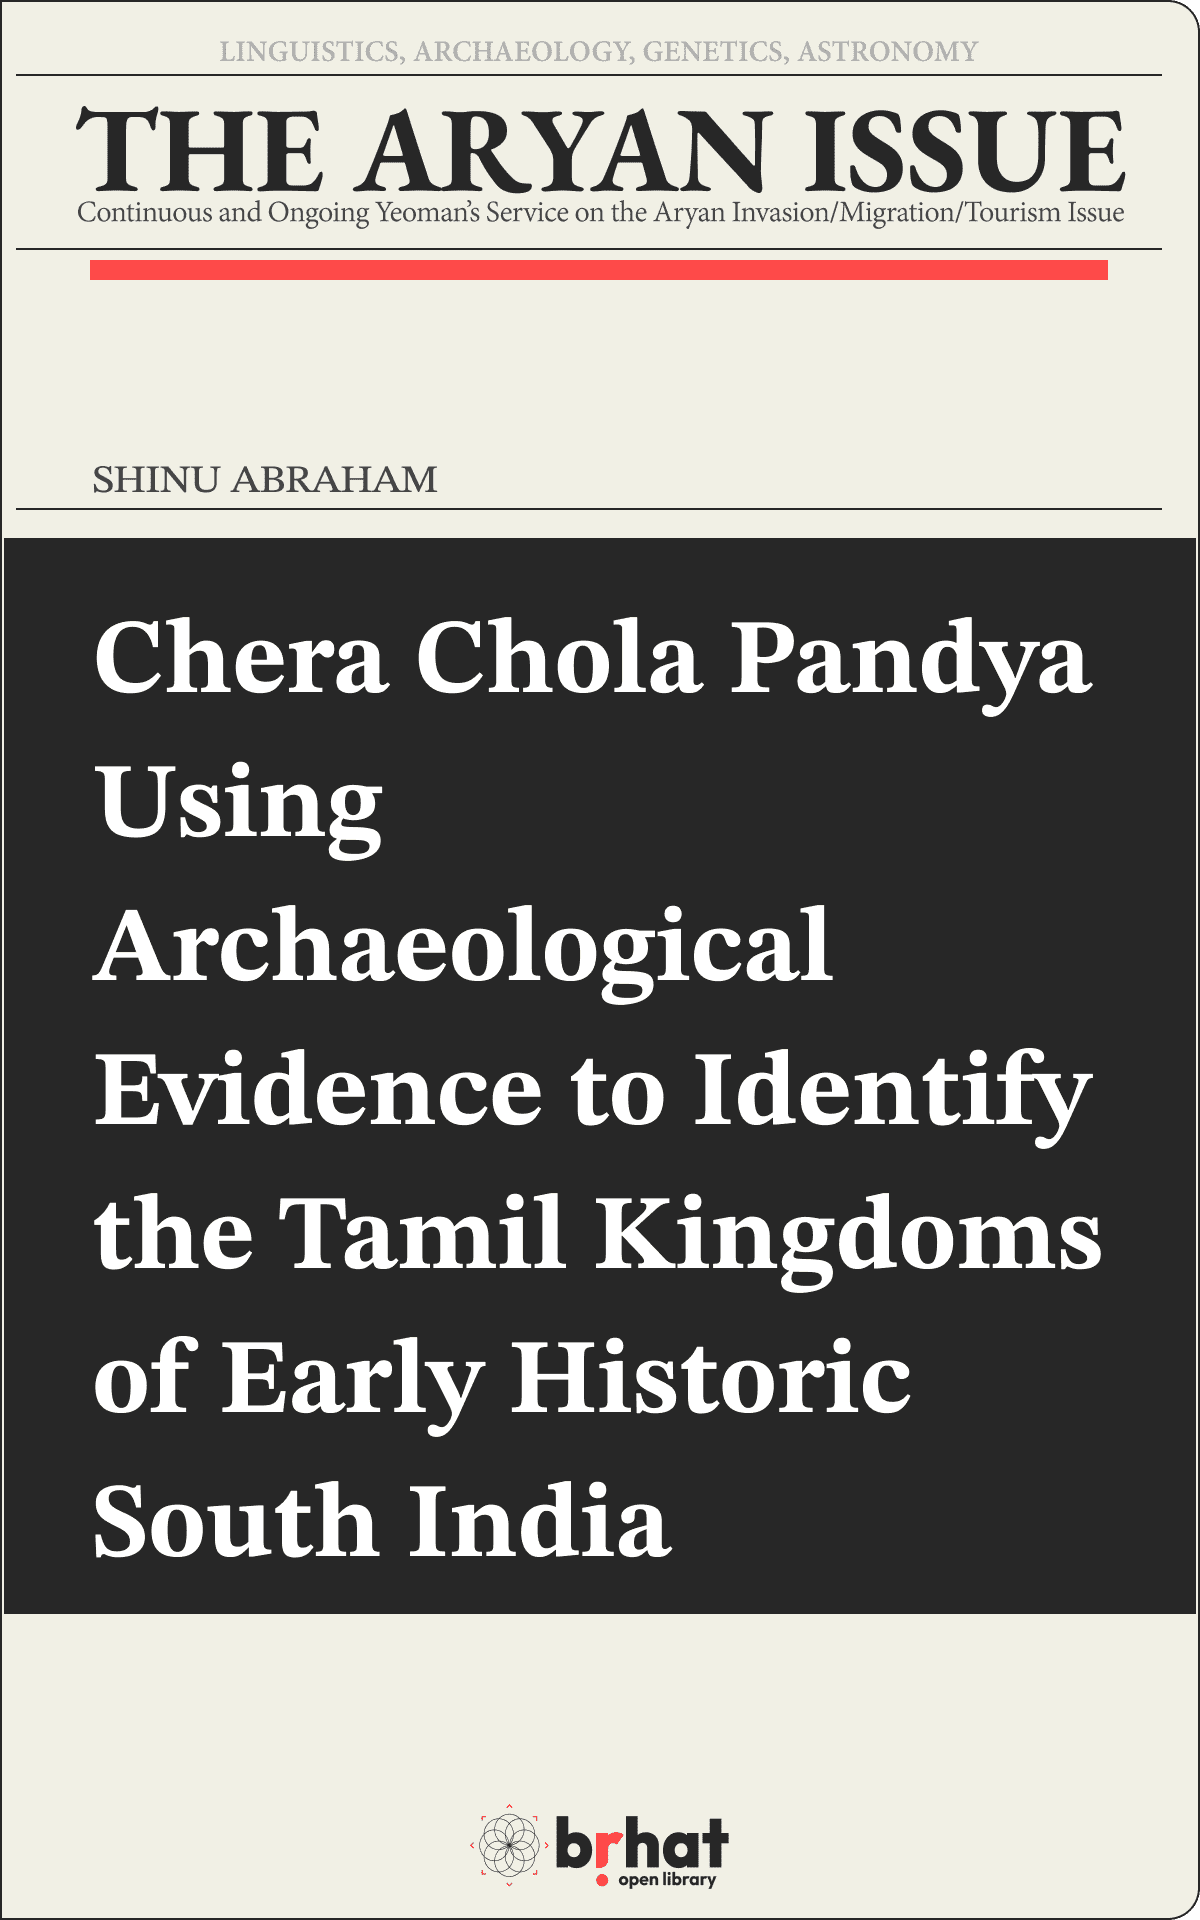 LINGUISTICS, ARCHAEOLOGY, GENETICS, ASTRONOMY
THE ARYAN ISSUE
Continuous and Ongoing Yeoman's Service on the Aryan Invasion/Migration/Tourism Issue
SHINU ABRAHAM
Chera Chola Pandya
Using
Archaeological
Evidence to Identify
the Tamil Kingdoms
of Early Historic
South India
bṛhat
open library